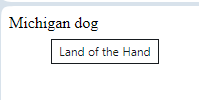 Michigan dog
Land of the Hand